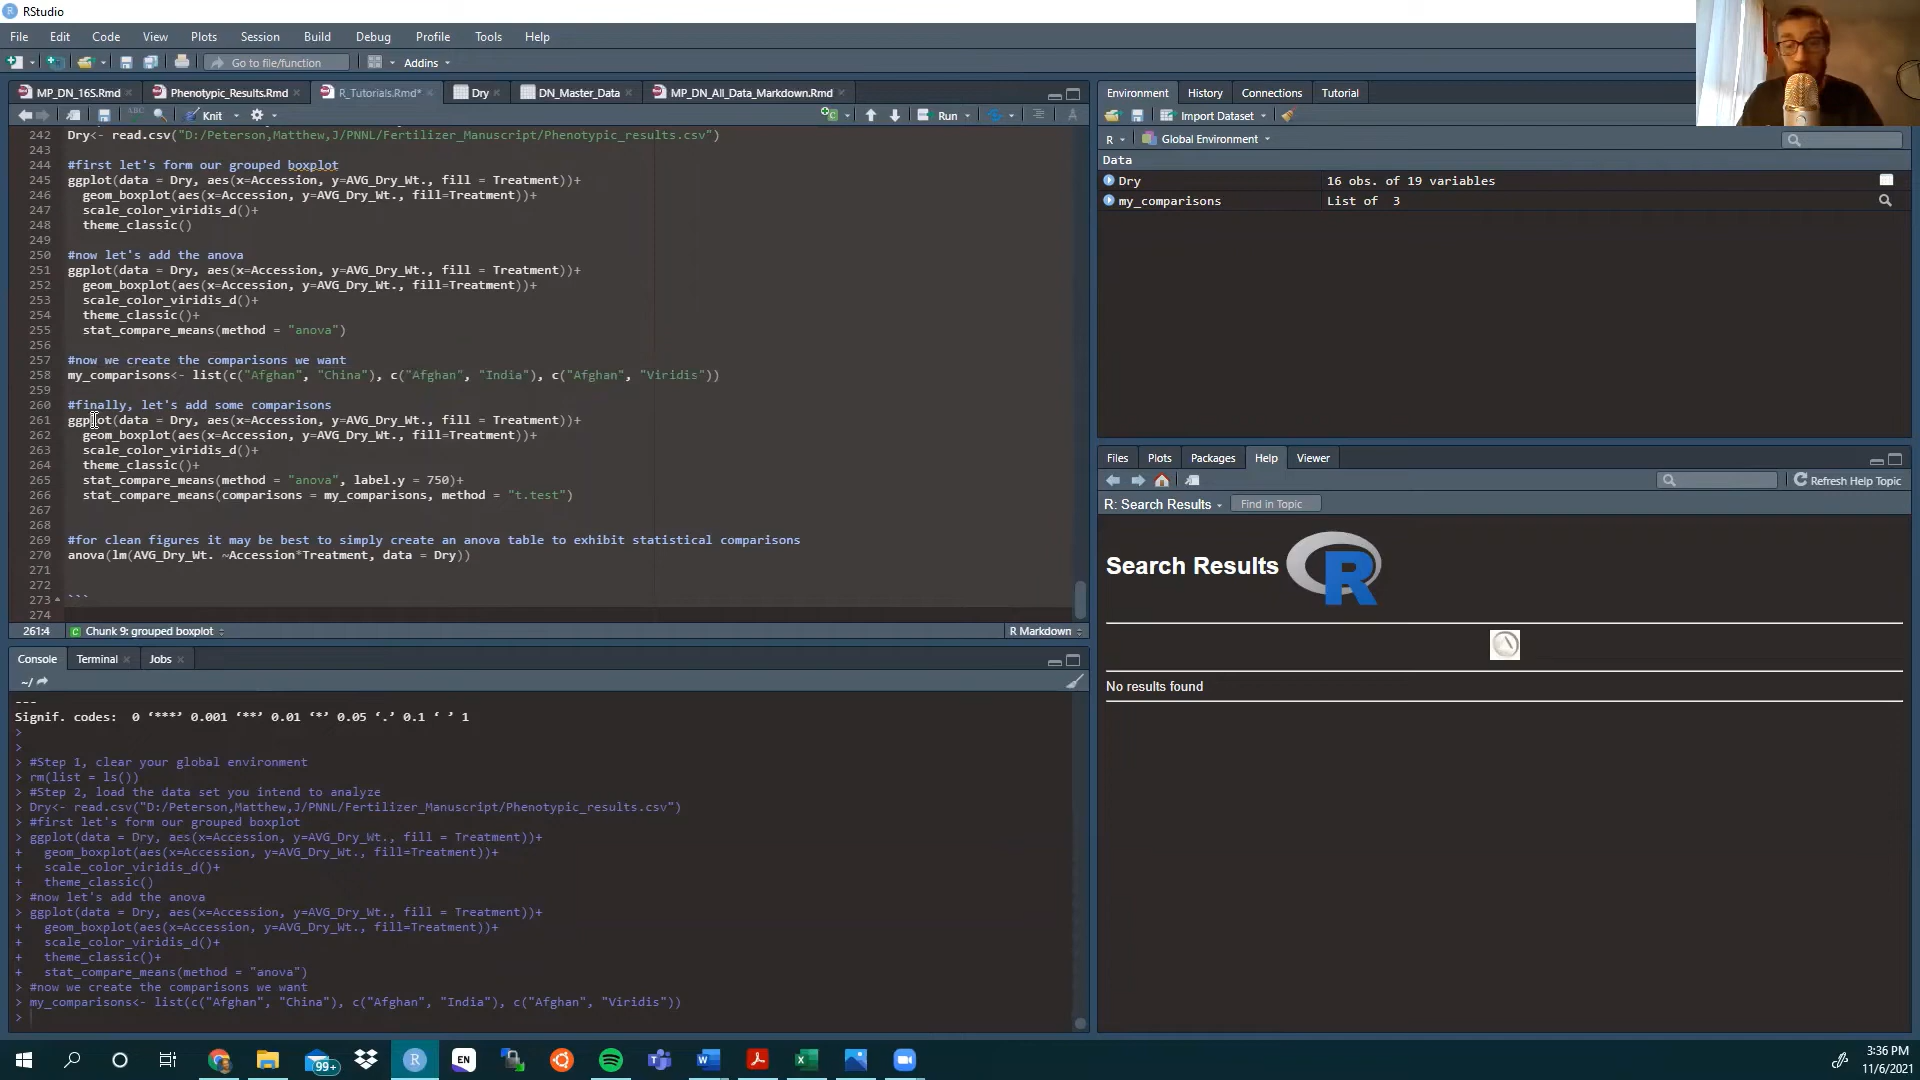 RStudio
File Edit Code View Plots Session Build Debug Profile Tools Help
Go to file/function Addins
MP_DN_16S.Rmd Phenotypic_Results.Rmd R_Tutorials.Rmd* Dry DN_Master_Data MP_DN_All_Data_Markdown.Rmd
ABC Knit Run
242 Dry<- read.csv("D:/Peterson,Matthew,J/PNNL/Fertilizer_Manuscript/Phenotypic_results.csv")
243
244 #first let's form our grouped boxplot
245 ggplot(data = Dry, aes(x=Accession, y=AVG_Dry_Wt., fill = Treatment))+
246 geom_boxplot(aes(x=Accession, y=AVG_Dry_Wt., fill=Treatment))+
247 scale_color_viridis_d()+
248 theme_classic()
249
250 #now let's add the anova
251 ggplot(data = Dry, aes(x=Accession, y=AVG_Dry_Wt., fill = Treatment))+
252 geom_boxplot(aes(x=Accession, y=AVG_Dry_Wt., fill=Treatment))+
253 scale_color_viridis_d()+
254 theme_classic()+
255 stat_compare_means(method = "anova")
256
257 #now we create the comparisons we want
258 my_comparisons<- list(c("Afghan", "China"), c("Afghan", "India"), c("Afghan", "Viridis"))
259
260 #finally, let's add some comparisons
261 ggplot(data = Dry, aes(x=Accession, y=AVG_Dry_Wt., fill = Treatment))+
262 geom_boxplot(aes(x=Accession, y=AVG_Dry_Wt., fill=Treatment))+
263 scale_color_viridis_d()+
264 theme_classic()+
265 stat_compare_means(method = "anova", label.y = 750)+
266 stat_compare_means(comparisons = my_comparisons, method = "t.test")
267
268
269 #for clean figures it may be best to simply create an anova table to exhibit statistical comparisons
270 anova(lm(AVG_Dry_Wt. ~Accession*Treatment, data = Dry))
271
272
273 ```
274
261:4 Chunk 9: grouped boxplot R Markdown
Console Terminal Jobs
~/
---
Signif. codes:  0 ‘***’ 0.001 ‘**’ 0.01 ‘*’ 0.05 ‘.’ 0.1 ‘ ’ 1
>
>
> #Step 1, clear your global environment
> rm(list = ls())
> #Step 2, load the data set you intend to analyze
> Dry<- read.csv("D:/Peterson,Matthew,J/PNNL/Fertilizer_Manuscript/Phenotypic_results.csv")
> #first let's form our grouped boxplot
> ggplot(data = Dry, aes(x=Accession, y=AVG_Dry_Wt., fill = Treatment))+
+ geom_boxplot(aes(x=Accession, y=AVG_Dry_Wt., fill=Treatment))+
+ scale_color_viridis_d()+
+ theme_classic()
> #now let's add the anova
> ggplot(data = Dry, aes(x=Accession, y=AVG_Dry_Wt., fill = Treatment))+
+ geom_boxplot(aes(x=Accession, y=AVG_Dry_Wt., fill=Treatment))+
+ scale_color_viridis_d()+
+ theme_classic()+
+ stat_compare_means(method = "anova")
> #now we create the comparisons we want
> my_comparisons<- list(c("Afghan", "China"), c("Afghan", "India"), c("Afghan", "Viridis"))
>
Environment History Connections Tutorial
Import Dataset
R Global Environment
Data
Dry 16 obs. of 19 variables
my_comparisons List of 3
Files Plots Packages Help Viewer
Refresh Help Topic
R: Search Results Find in Topic
Search Results R
No results found
99+ R EN
3:36 PM
11/6/2021